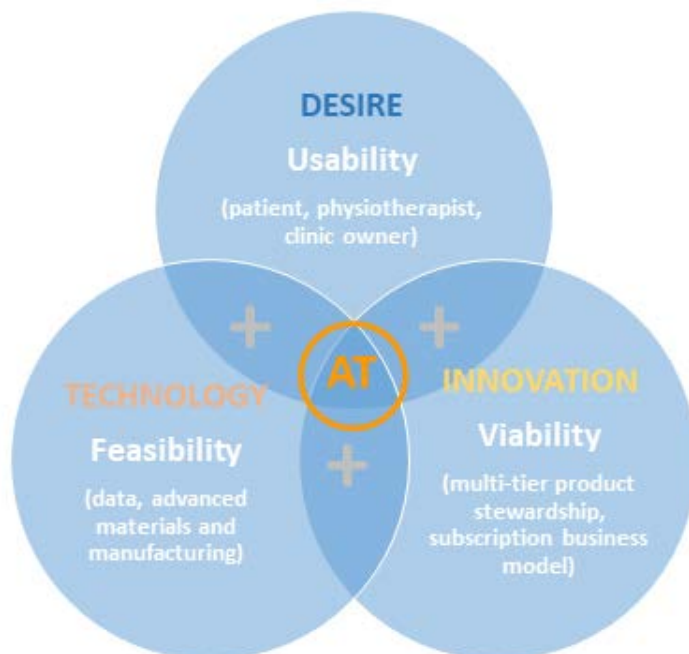 DESIRE
Usability
(patient, physiotherapist,
clinic owner)
+
+
AT
TECHNOLOGY
Feasibility
(data, advanced
materials and
manufacturing)
+
INNOVATION
Viability
(multi-tier product
stewardship,
subscription business
model)